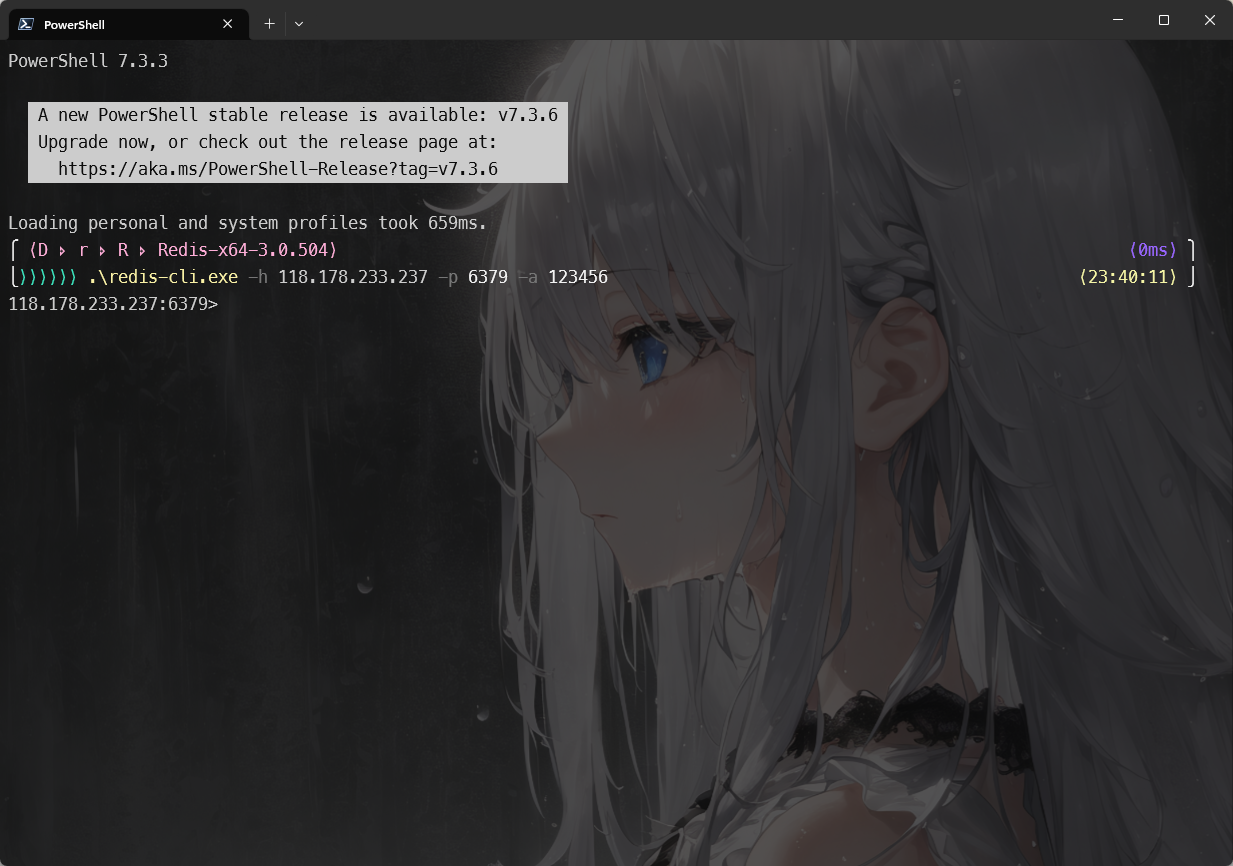 PowerShell
PowerShell 7.3.3
A new PowerShell stable release is available: v7.3.6
Upgrade now, or check out the release page at:
https://aka.ms/PowerShell-Release?tag=v7.3.6
Loading personal and system profiles took 659ms.
⟨D ▸ r ▸ R ▸ Redis-x64-3.0.504⟩ ⟨0ms⟩
⟩⟩⟩⟩⟩⟩ .\redis-cli.exe -h 118.178.233.237 -p 6379 -a 123456 ⟨23:40:11⟩
118.178.233.237:6379>